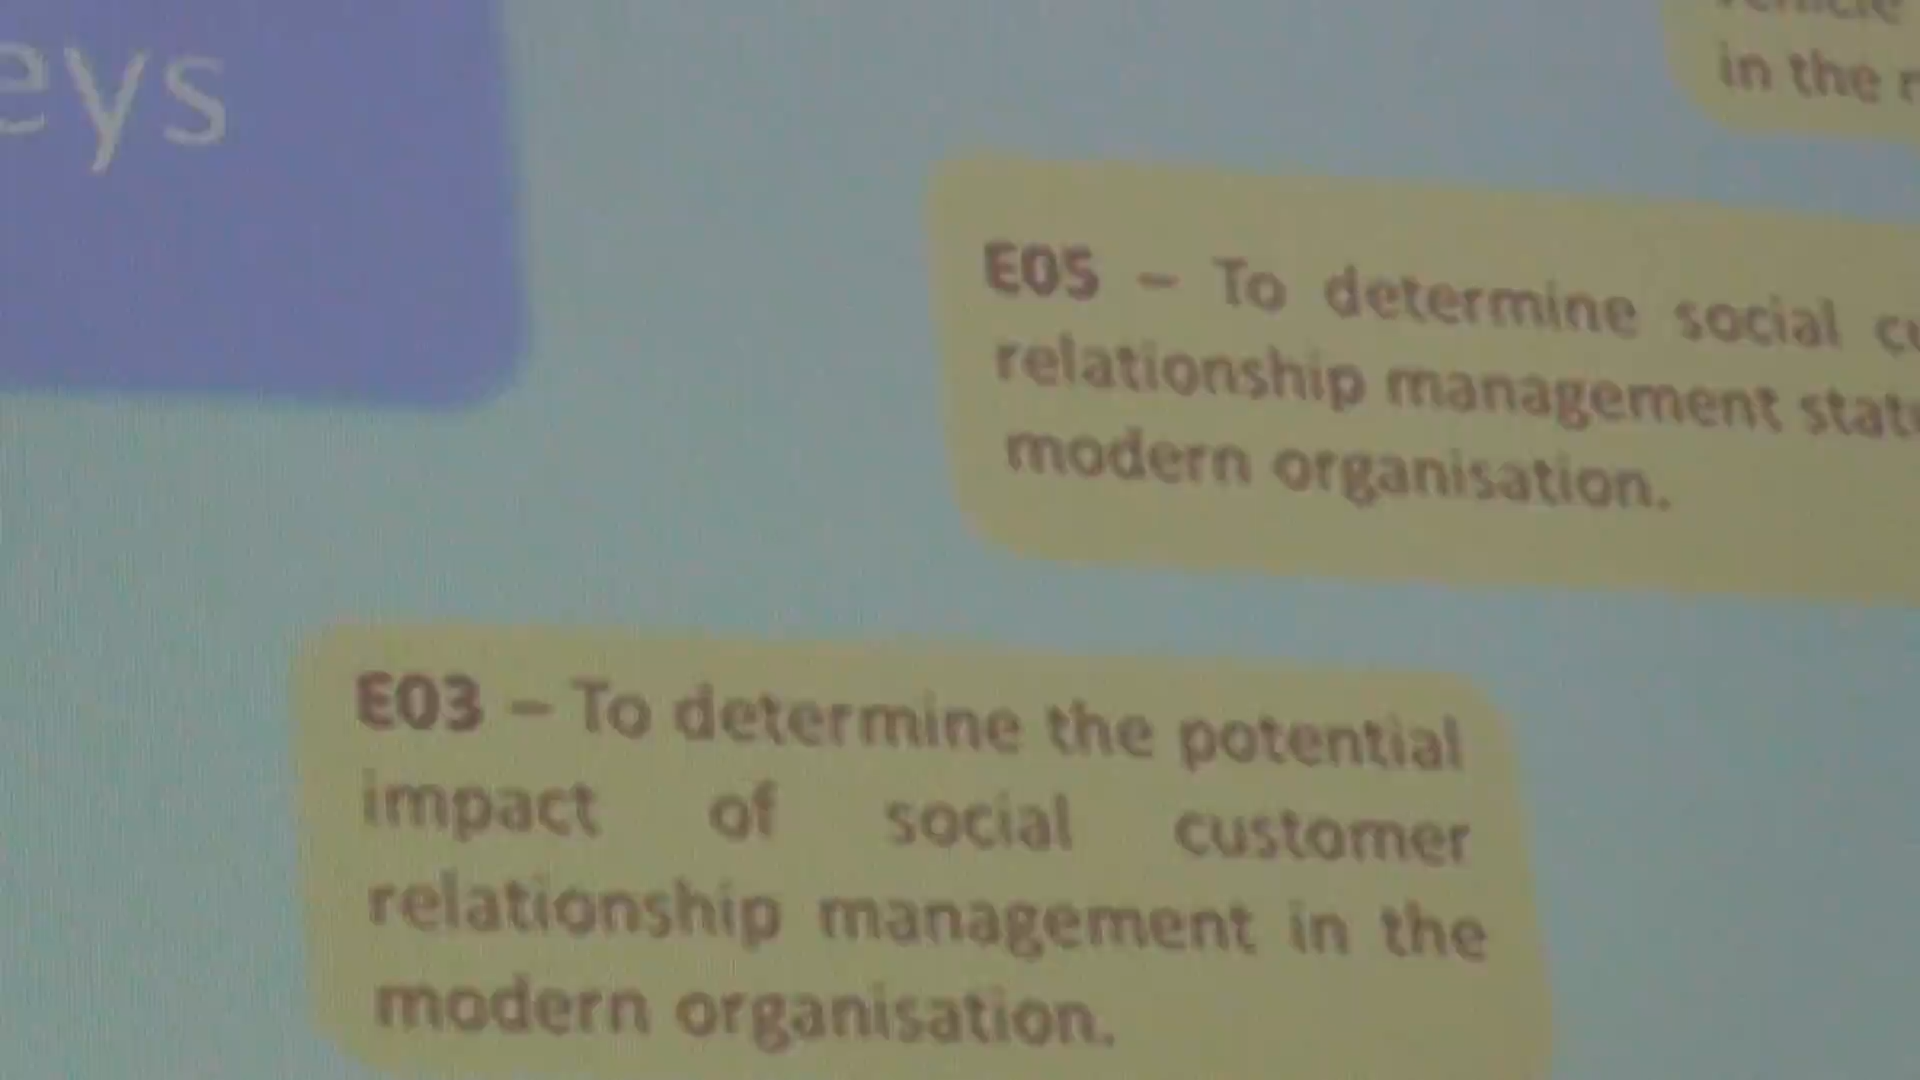 eys
in the
E05 – To determine social
relationship management
modern organisation.
E03 – To determine the potential
impact of social customer
relationship management in the
modern organisation.